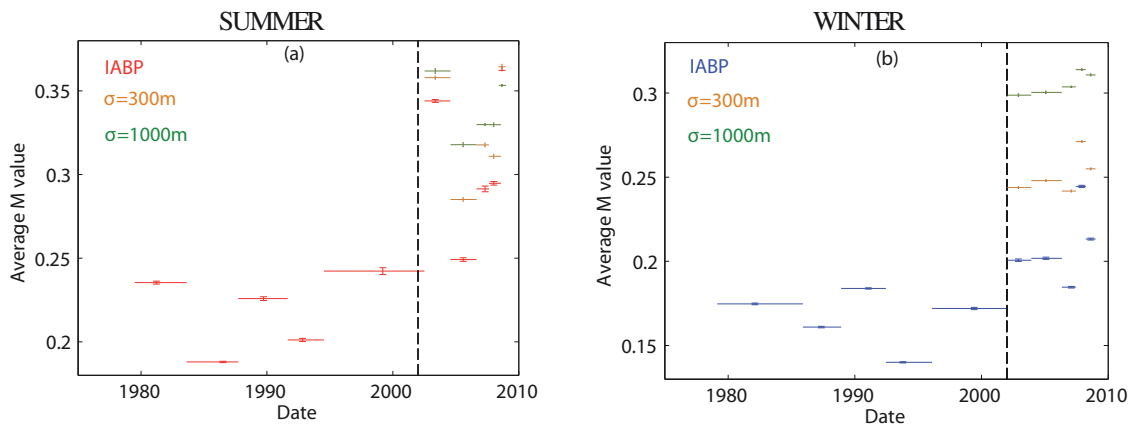 SUMMER
(a)
IABP
σ=300m
σ=1000m
0.35
0.3
0.25
0.2
Average M value
1980
1990
2000
2010
Date
WINTER
(b)
IABP
σ=300m
σ=1000m
0.3
0.25
0.2
0.15
Average M value
1980
1990
2000
2010
Date